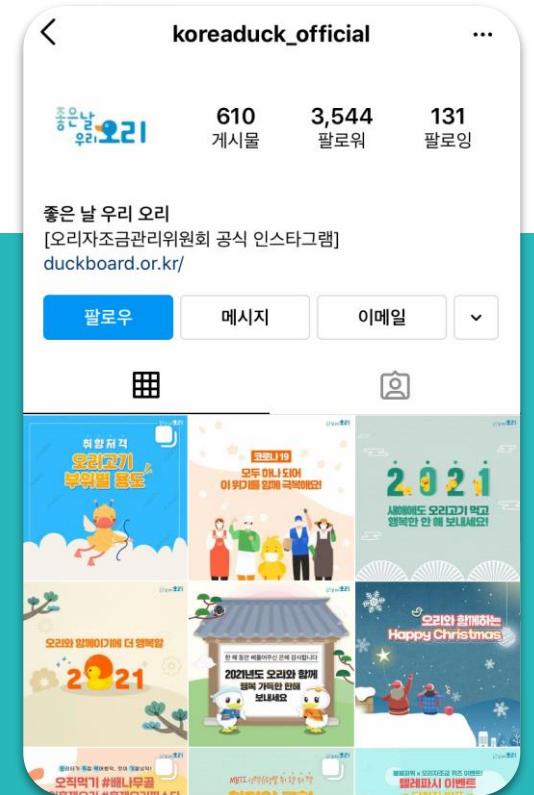 koreaduck_official
좋은날
우리오리
610
게시물
3,544
팔로워
131
팔로잉
좋은 날 우리 오리
[오리자조금관리위원회 공식 인스타그램]
duckboard.or.kr/
팔로우
메시지
이메일
취향저격
오리고기
부위별 용도
코로나 19
모두 하나 되어
이 위기를 함께 극복해요!
2021
새해에도 오리고기 먹고
행복한 한 해 보내세요!
오리와 함께이기에 더 행복할
2021
한 해 동안 베풀어주신 은혜 감사합니다
2021년도 오리와 함께
행복 가득한 한해
보내세요
오리와 함께하는
Happy Christmas
오직먹기 #배나무골
텔레파시 이벤트